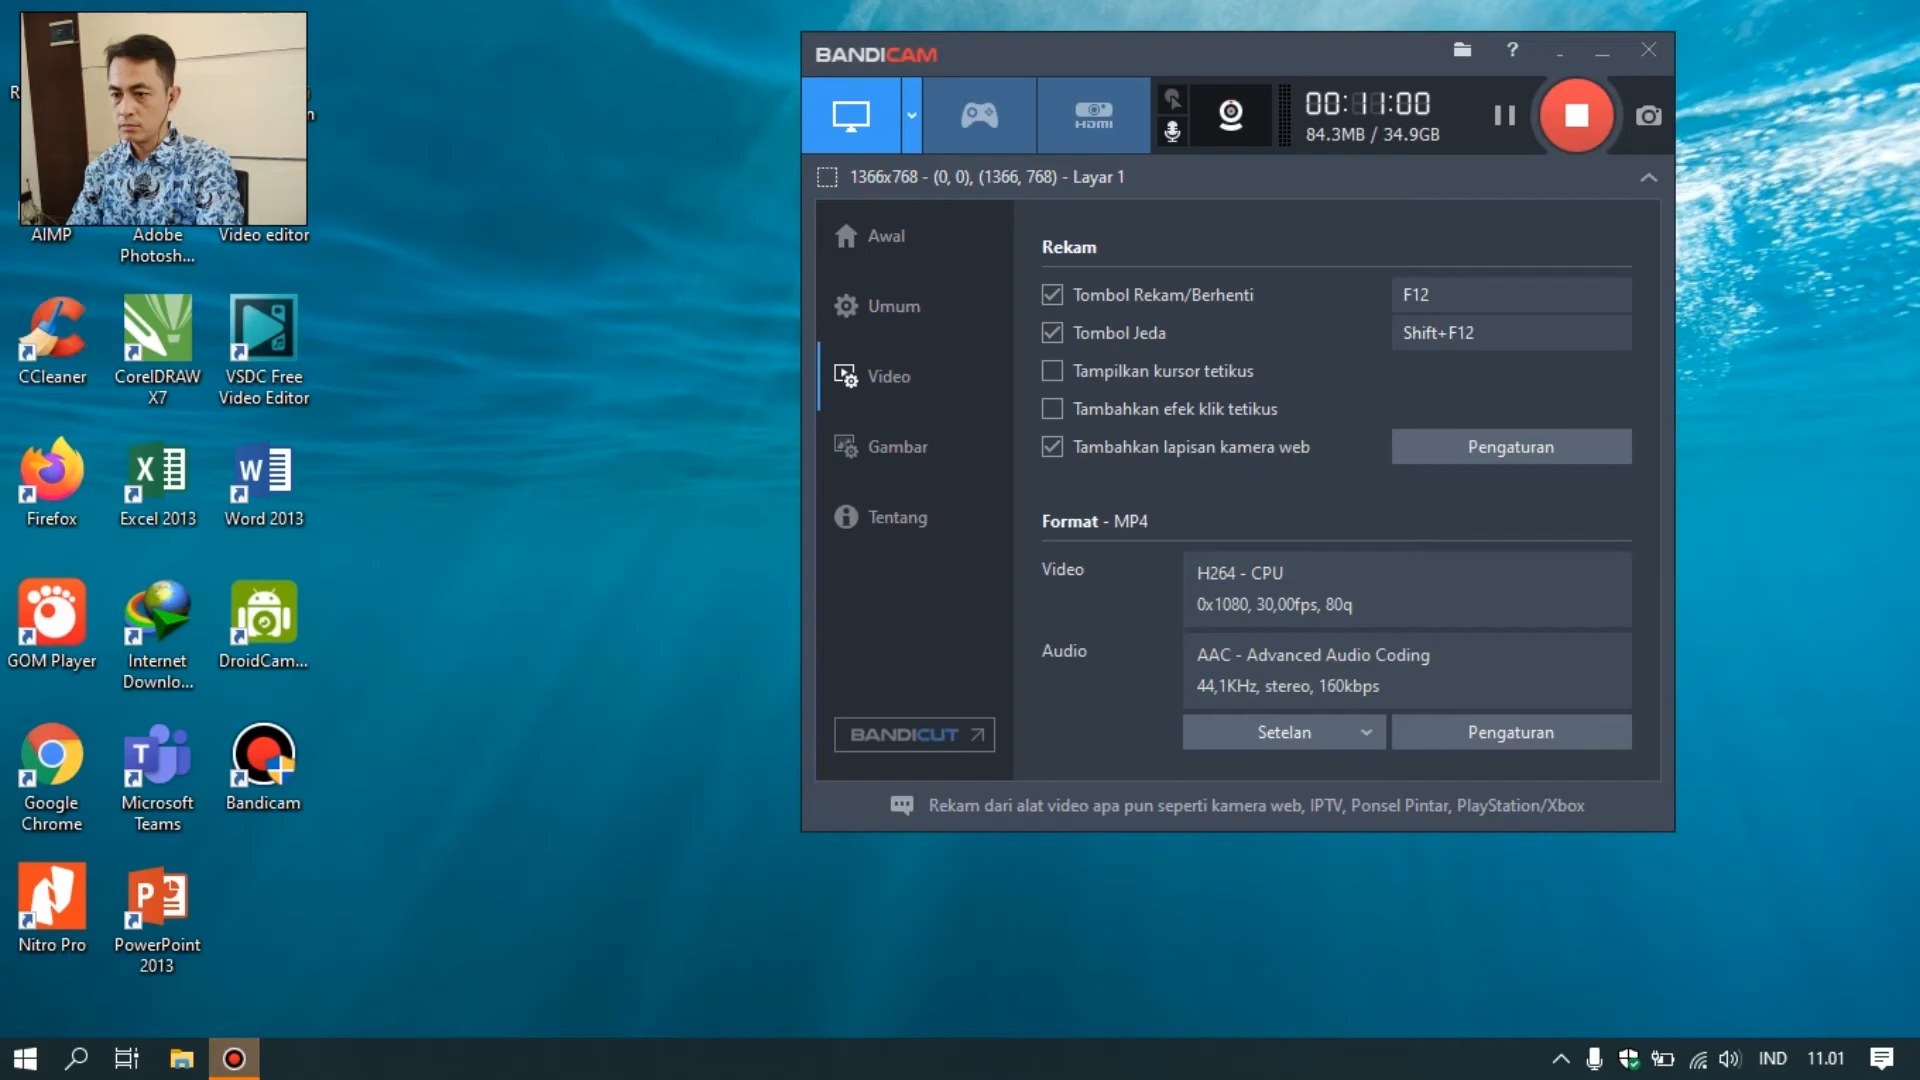 AIMP
Adobe
Photosh...
Video editor
CCleaner
CorelDRAW
X7
VSDC Free
Video Editor
Firefox
Excel 2013
Word 2013
GOM Player
Internet
Downlo...
DroidCam...
Google
Chrome
Microsoft
Teams
Bandicam
Nitro Pro
PowerPoint
2013
BANDICAM
HDMI
00:11:00
84.3MB / 34.9GB
1366x768 - (0, 0), (1366, 768) - Layar 1
Awal
Umum
Video
Gambar
Tentang
BANDICUT
Rekam
Tombol Rekam/Berhenti F12
Tombol Jeda Shift+F12
Tampilkan kursor tetikus
Tambahkan efek klik tetikus
Tambahkan lapisan kamera web Pengaturan
Format - MP4
Video H264 - CPU
0x1080, 30,00fps, 80q
Audio AAC - Advanced Audio Coding
44,1KHz, stereo, 160kbps
Setelan Pengaturan
Rekam dari alat video apa pun seperti kamera web, IPTV, Ponsel Pintar, PlayStation/Xbox
IND 11.01